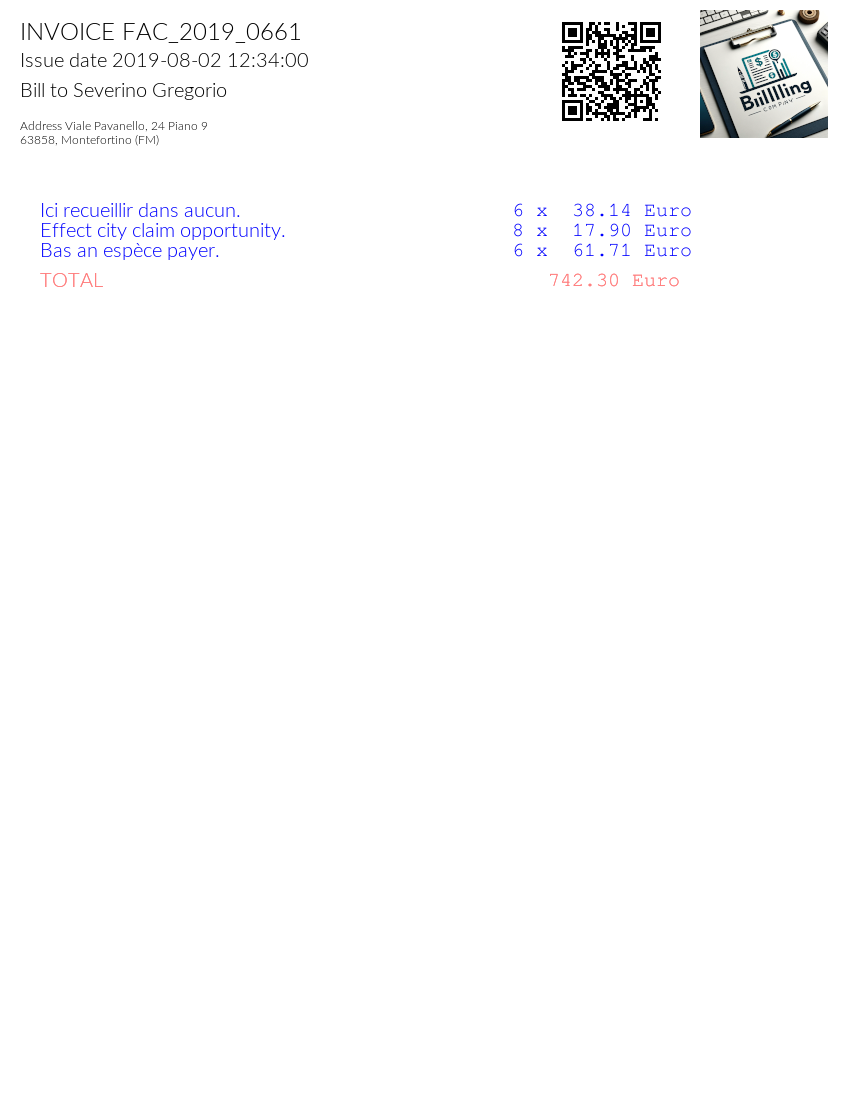 INVOICE FAC_2019_0661
Issue date 2019-08-02 12:34:00
Bill to Severino Gregorio
Address Viale Pavanello, 24 Piano 9
63858, Montefortino (FM)
Biillling
COMPANY
Ici recueillir dans aucun. 6 x 38.14 Euro
Effect city claim opportunity. 8 x 17.90 Euro
Bas an espèce payer. 6 x 61.71 Euro
TOTAL 742.30 Euro